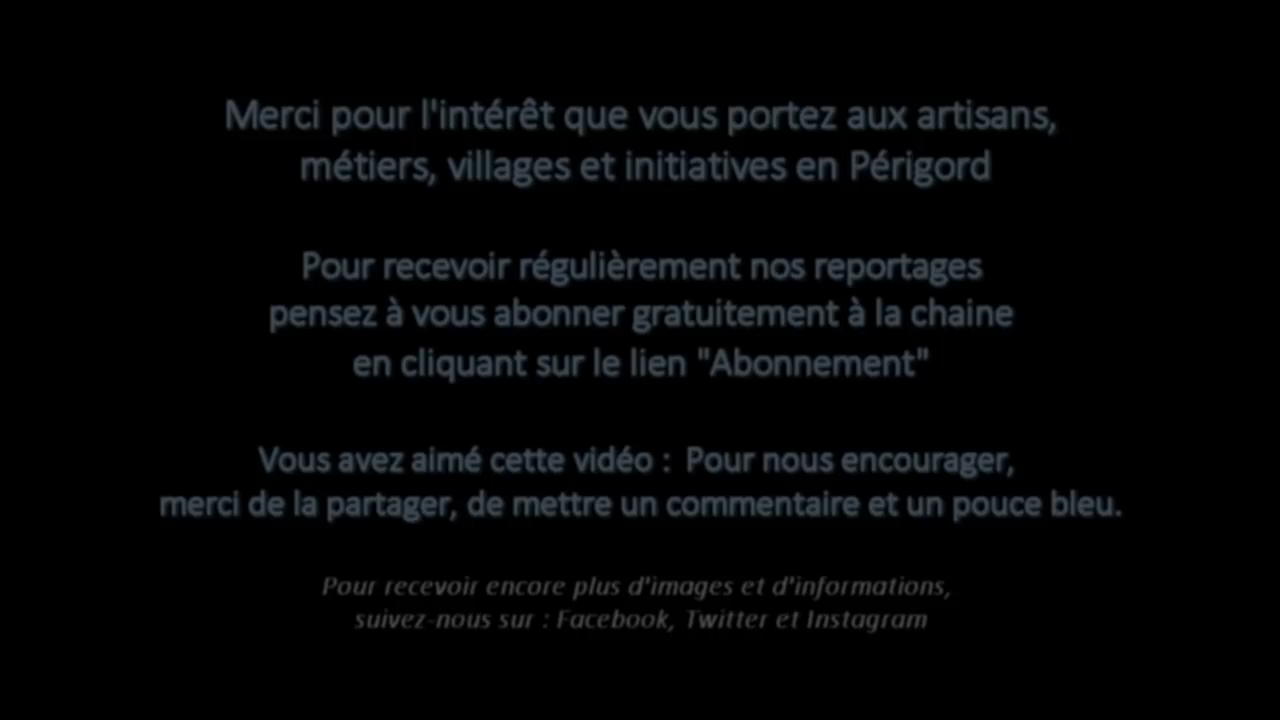 Merci pour l'intérêt que vous portez aux artisans,
métiers, villages et initiatives en Périgord
Pour recevoir régulièrement nos reportages
pensez à vous abonner gratuitement à la chaine
en cliquant sur le lien "Abonnement"
Vous avez aimé cette vidéo : Pour nous encourager,
merci de la partager, de mettre un commentaire et un pouce bleu.
Pour recevoir encore plus d'images et d'informations,
suivez-nous sur : Facebook, Twitter et Instagram